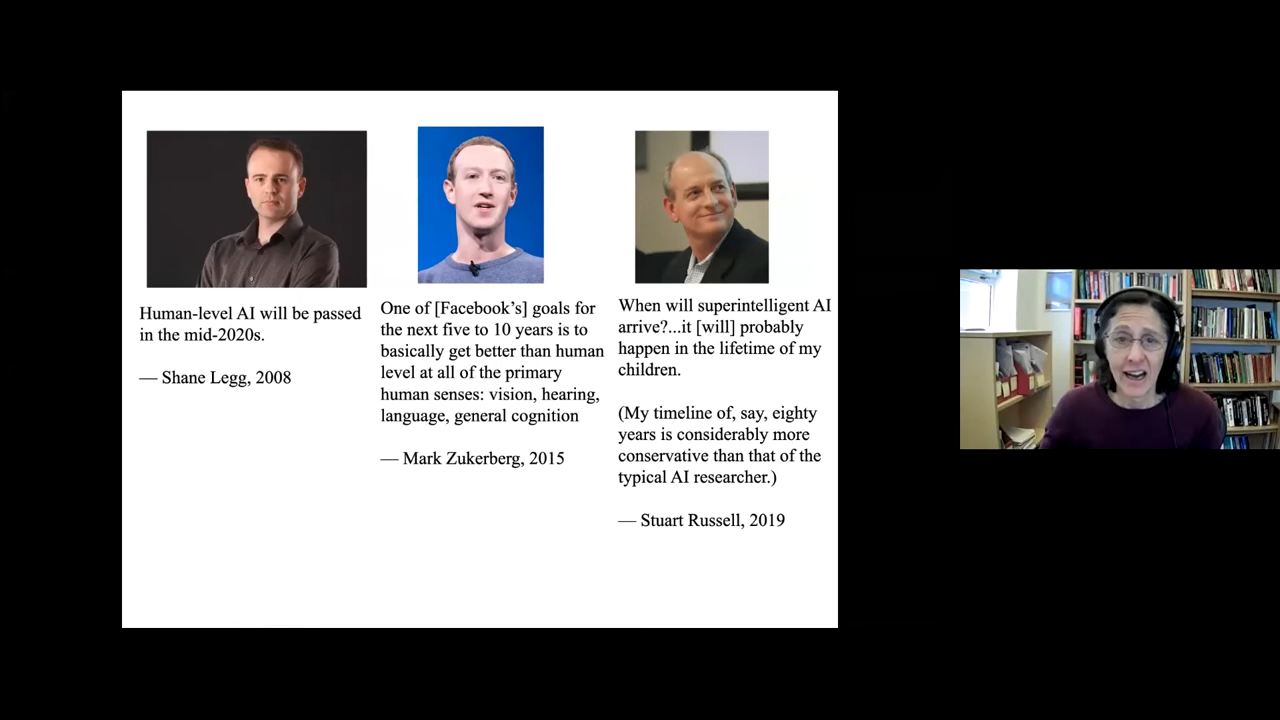 Human-level AI will be passed
in the mid-2020s.
— Shane Legg, 2008
One of [Facebook’s] goals for
the next five to 10 years is to
basically get better than human
level at all of the primary
human senses: vision, hearing,
language, general cognition
— Mark Zukerberg, 2015
When will superintelligent AI
arrive?...it [will] probably
happen in the lifetime of my
children.
(My timeline of, say, eighty
years is considerably more
conservative than that of the
typical AI researcher.)
— Stuart Russell, 2019